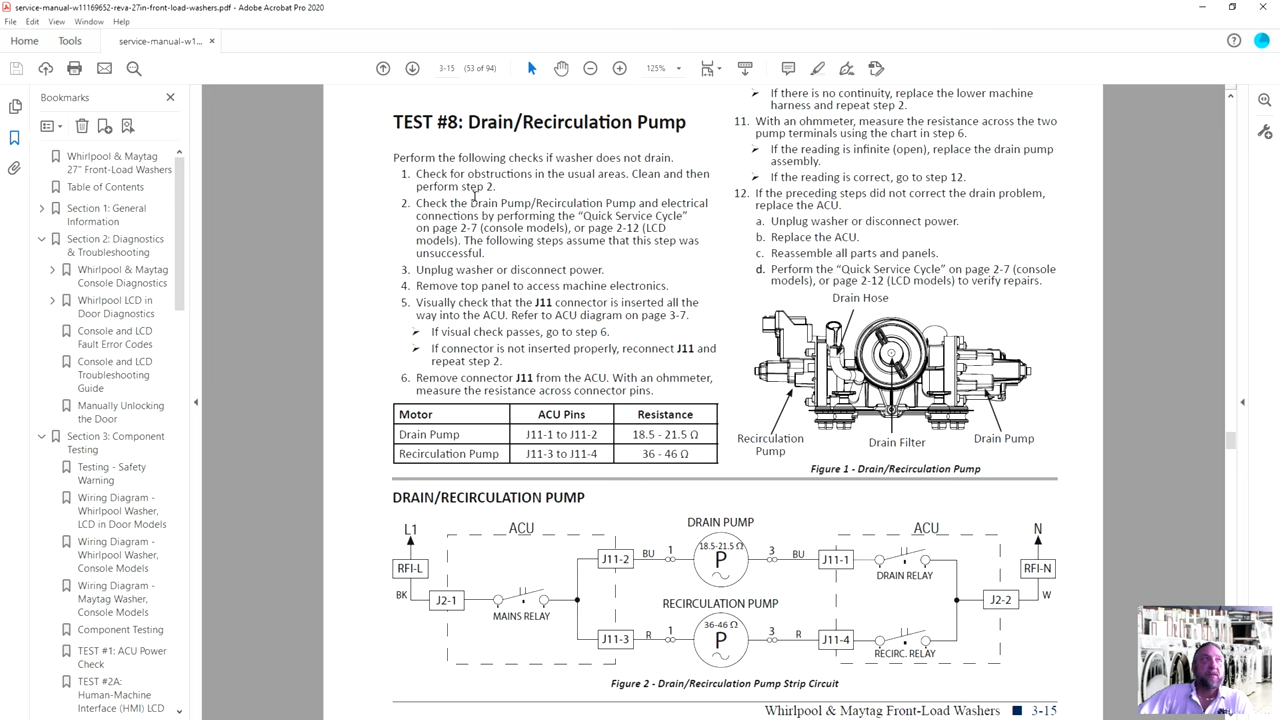 service-manual-w11169652-reva-27in-front-load-washers.pdf - Adobe Acrobat Pro 2020
File Edit View Window Help
Home Tools service-manual-w1... ×
3-15 (53 of 94) 125%
Bookmarks
Whirlpool & Maytag
27" Front-Load Washers
Table of Contents
Section 1: General
Information
Section 2: Diagnostics
& Troubleshooting
Whirlpool & Maytag
Console Diagnostics
Whirlpool LCD in
Door Diagnostics
Console and LCD
Fault Error Codes
Console and LCD
Troubleshooting
Guide
Manually Unlocking
the Door
Section 3: Component
Testing
Testing - Safety
Warning
Wiring Diagram -
Whirlpool Washer,
LCD in Door Models
Wiring Diagram -
Whirlpool Washer,
Console Models
Wiring Diagram -
Maytag Washer,
Console Models
Component Testing
TEST #1: ACU Power
Check
TEST #2A:
Human-Machine
Interface (HMI) LCD
TEST #8: Drain/Recirculation Pump
Perform the following checks if washer does not drain.
1. Check for obstructions in the usual areas. Clean and then
perform step 2.
2. Check the Drain Pump/Recirculation Pump and electrical
connections by performing the “Quick Service Cycle”
on page 2-7 (console models), or page 2-12 (LCD
models). The following steps assume that this step was
unsuccessful.
3. Unplug washer or disconnect power.
4. Remove top panel to access machine electronics.
5. Visually check that the J11 connector is inserted all the
way into the ACU. Refer to ACU diagram on page 3-7.
➢ If visual check passes, go to step 6.
➢ If connector is not inserted properly, reconnect J11 and
repeat step 2.
6. Remove connector J11 from the ACU. With an ohmmeter,
measure the resistance across connector pins.
Motor ACU Pins Resistance
Drain Pump J11-1 to J11-2 18.5 - 21.5 Ω
Recirculation Pump J11-3 to J11-4 36 - 46 Ω
➢ If there is no continuity, replace the lower machine
harness and repeat step 2.
11. With an ohmmeter, measure the resistance across the two
pump terminals using the chart in step 6.
➢ If the reading is infinite (open), replace the drain pump
assembly.
➢ If the reading is correct, go to step 12.
12. If the preceding steps did not correct the drain problem,
replace the ACU.
a. Unplug washer or disconnect power.
b. Replace the ACU.
c. Reassemble all parts and panels.
d. Perform the “Quick Service Cycle” on page 2-7 (console
models), or page 2-12 (LCD models) to verify repairs.
Drain Hose
Recirculation
Pump
Drain Filter
Drain Pump
Figure 1 - Drain/Recirculation Pump
DRAIN/RECIRCULATION PUMP
L1 ACU DRAIN PUMP ACU N
18.5-21.5 Ω
RFI-L J11-2 BU 1 P 3 BU J11-1 DRAIN RELAY RFI-N
BK J2-1 MAINS RELAY RECIRCULATION PUMP J2-2 W
36-46 Ω
J11-3 R 1 P 3 R J11-4 RECIRC. RELAY
Figure 2 - Drain/Recirculation Pump Strip Circuit
Whirlpool & Maytag Front-Load Washers ■ 3-15